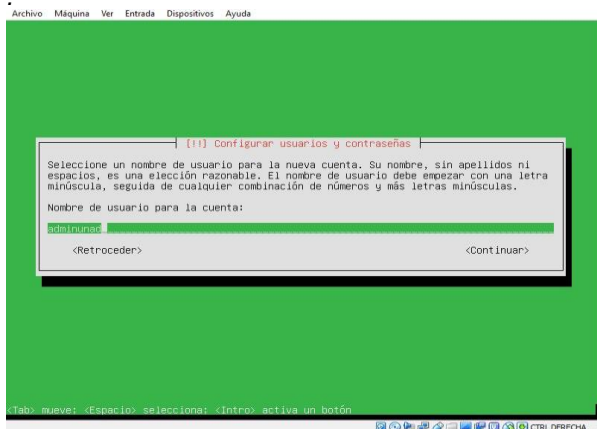 Archivo Máquina Ver Entrada Dispositivos Ayuda
[!!] Configurar usuarios y contraseñas
Seleccione un nombre de usuario para la nueva cuenta. Su nombre, sin apellidos ni
espacios, es una elección razonable. El nombre de usuario debe empezar con una letra
minúscula, seguida de cualquier combinación de números y más letras minúsculas.
Nombre de usuario para la cuenta:
adminunad
<Retroceder> <Continuar>
<Tab> mueve; <Espacio> selecciona; <Intro> activa un botón
CTRL DERECHA